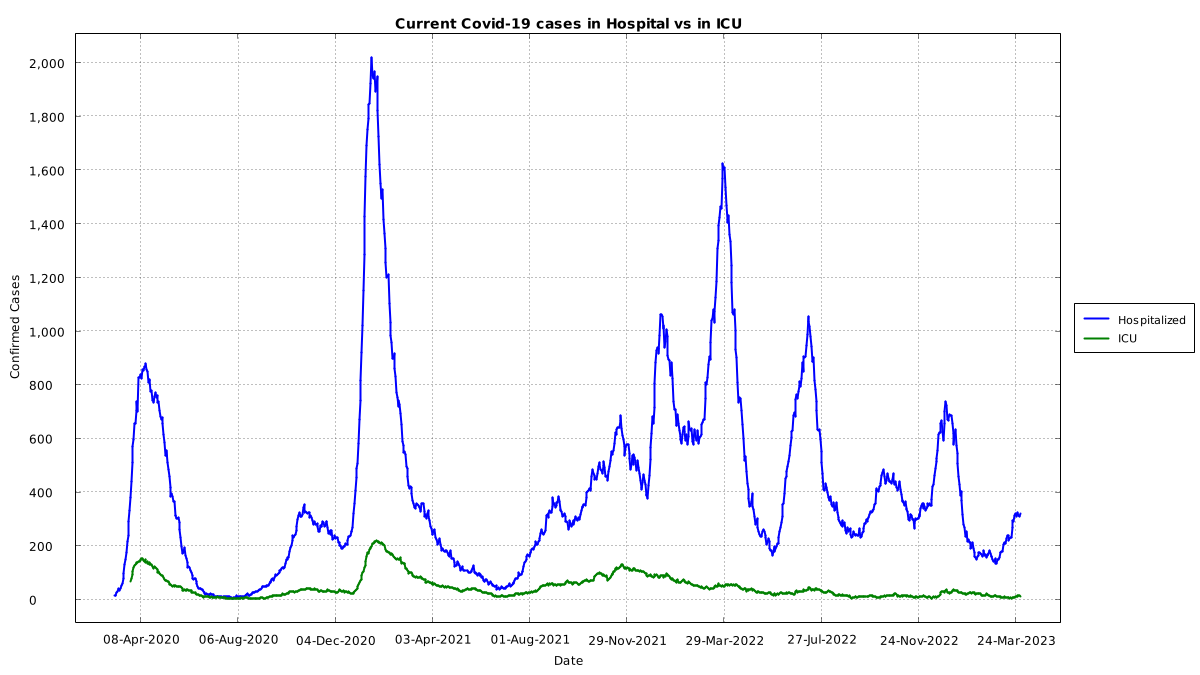 Current Covid-19 cases in Hospital vs in ICU
2,000
1,800
1,600
1,400
1,200
1,000
800
600
400
200
0
Confirmed Cases
Hospitalized
ICU
08-Apr-2020 06-Aug-2020 04-Dec-2020 03-Apr-2021 01-Aug-2021 29-Nov-2021 29-Mar-2022 27-Jul-2022 24-Nov-2022 24-Mar-2023
Date